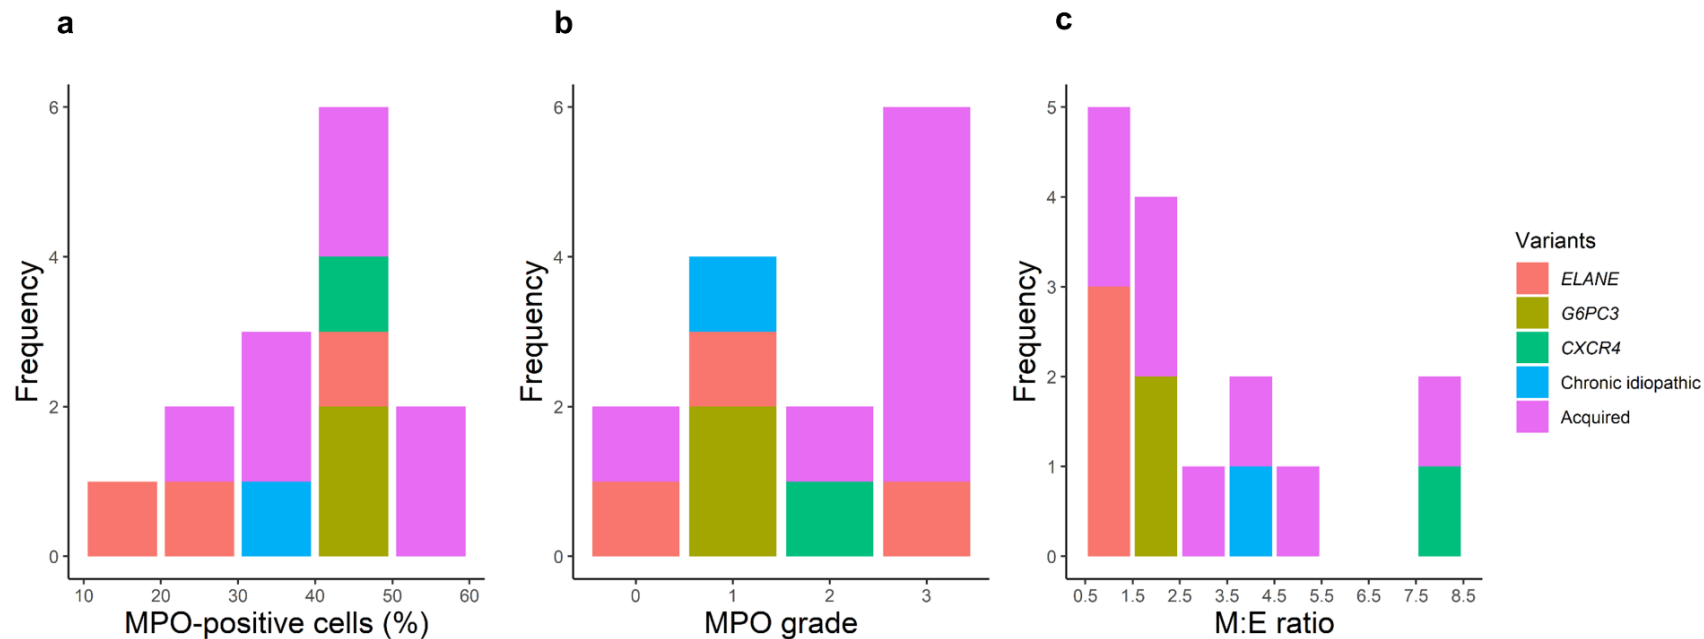 a
b
c
Frequency
6
4
2
0
10 20 30 40 50 60
MPO-positive cells (%)
Frequency
6
4
2
0
0 1 2 3
MPO grade
Frequency
5
4
3
2
1
0
0.5 1.5 2.5 3.5 4.5 5.5 6.5 7.5 8.5
M:E ratio
Variants
ELANE
G6PC3
CXCR4
Chronic idiopathic
Acquired